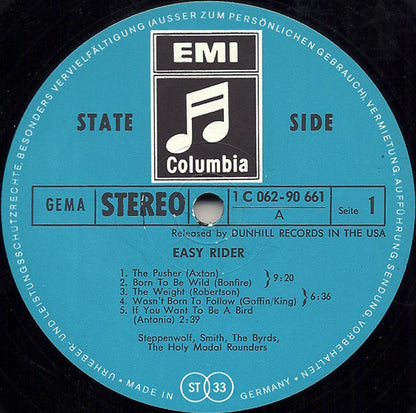 EMI
Columbia
STATE SIDE
GEMA STEREO 1 C 062-90 661 A Seite 1
Released by DUNHILL RECORDS IN THE USA
EASY RIDER
1. The Pusher (Axton)
2. Born To Be Wild (Bonfire) } 9:20
3. The Weight (Robertson)
4. Wasn't Born To Follow (Goffin/King) } 6:36
5. If You Want To Be A Bird
(Antonia) 2:39
Steppenwolf, Smith, The Byrds,
The Holy Modal Rounders
URHEBER- UND LEISTUNGSSCHUTZRECHTE, BESONDERS VERVIELFÄLTIGUNG (AUSSER ZUM PERSÖNLICHEN GEBRAUCH), VERMIETUNG, AUFFÜHRUNG, SENDUNG VORBEHALTEN
MADE IN ST 33 GERMANY